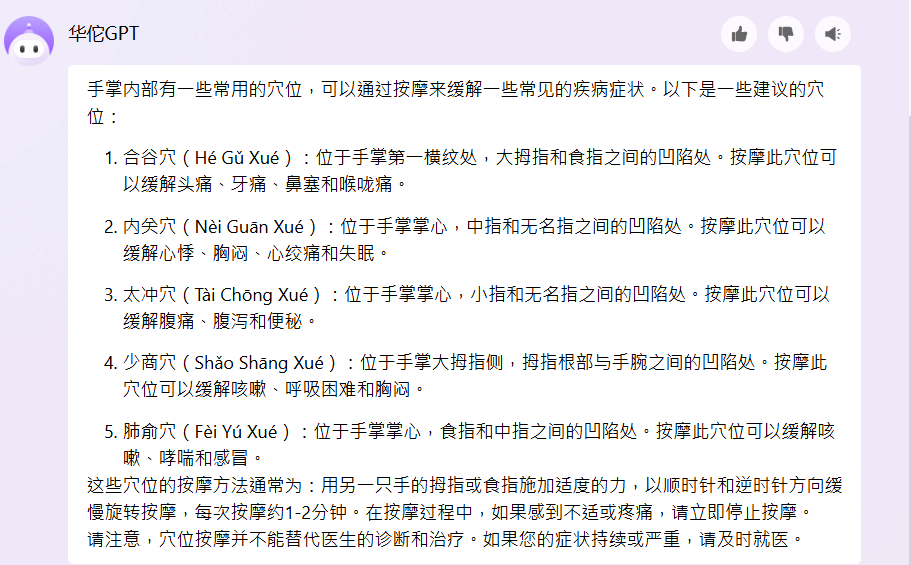 华佗GPT
手掌内部有一些常用的穴位，可以通过按摩来缓解一些常见的疾病症状。以下是一些建议的穴
位：
1. 合谷穴（Hé Gǔ Xué）：位于手掌第一横纹处，大拇指和食指之间的凹陷处。按摩此穴位可
以缓解头痛、牙痛、鼻塞和喉咙痛。
2. 内关穴（Nèi Guān Xué）：位于手掌掌心，中指和无名指之间的凹陷处。按摩此穴位可以
缓解心悸、胸闷、心绞痛和失眠。
3. 太冲穴（Tài Chōng Xué）：位于手掌掌心，小指和无名指之间的凹陷处。按摩此穴位可以
缓解腹痛、腹泻和便秘。
4. 少商穴（Shǎo Shāng Xué）：位于手掌大拇指侧，拇指根部与手腕之间的凹陷处。按摩此
穴位可以缓解咳嗽、呼吸困难和胸闷。
5. 肺俞穴（Fèi Yú Xué）：位于手掌掌心，食指和中指之间的凹陷处。按摩此穴位可以缓解咳
嗽、哮喘和感冒。
这些穴位的按摩方法通常为：用另一只手的拇指或食指施加适度的力，以顺时针和逆时针方向缓
慢旋转按摩，每次按摩约1-2分钟。在按摩过程中，如果感到不适或疼痛，请立即停止按摩。
请注意，穴位按摩并不能替代医生的诊断和治疗。如果您的症状持续或严重，请及时就医。